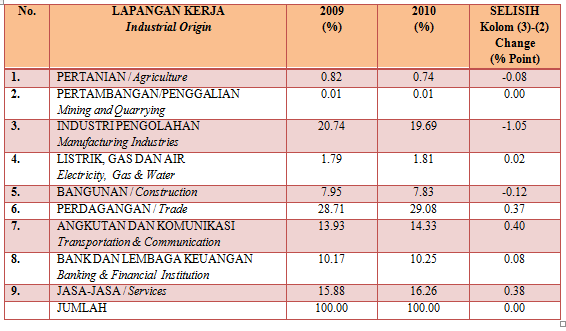 No. LAPANGAN KERJA 2009 2010 SELISIH
Industrial Origin (%) (%) Kolom (3)-(2)
Change
(% Point)
1. PERTANIAN / Agriculture 0.82 0.74 -0.08
2. PERTAMBANGAN/PENGGALIAN 0.01 0.01 0.00
Mining and Quarrying
3. INDUSTRI PENGOLAHAN 20.74 19.69 -1.05
Manufacturing Industries
4. LISTRIK, GAS DAN AIR 1.79 1.81 0.02
Electricity, Gas & Water
5. BANGUNAN / Construction 7.95 7.83 -0.12
6. PERDAGANGAN / Trade 28.71 29.08 0.37
7. ANGKUTAN DAN KOMUNIKASI 13.93 14.33 0.40
Transportation & Communication
8. BANK DAN LEMBAGA KEUANGAN 10.17 10.25 0.08
Banking & Financial Institution
9. JASA-JASA / Services 15.88 16.26 0.38
JUMLAH 100.00 100.00 0.00